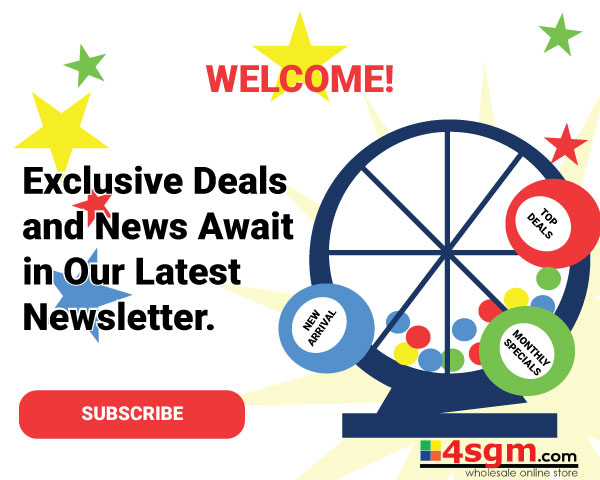 WELCOME!
Exclusive Deals
and News Await
in Our Latest
Newsletter.
TOP
DEALS
NEW
ARRIVAL
MONTHLY
SPECIALS
SUBSCRIBE
4sgm.com
wholesale online store